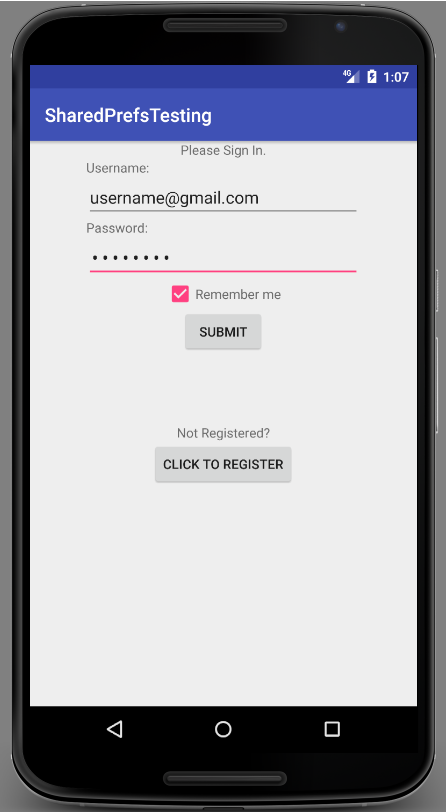 4G 1:07
SharedPrefsTesting
Please Sign In.
Username:
username@gmail.com
Password:
••••••••
Remember me
SUBMIT
Not Registered?
CLICK TO REGISTER